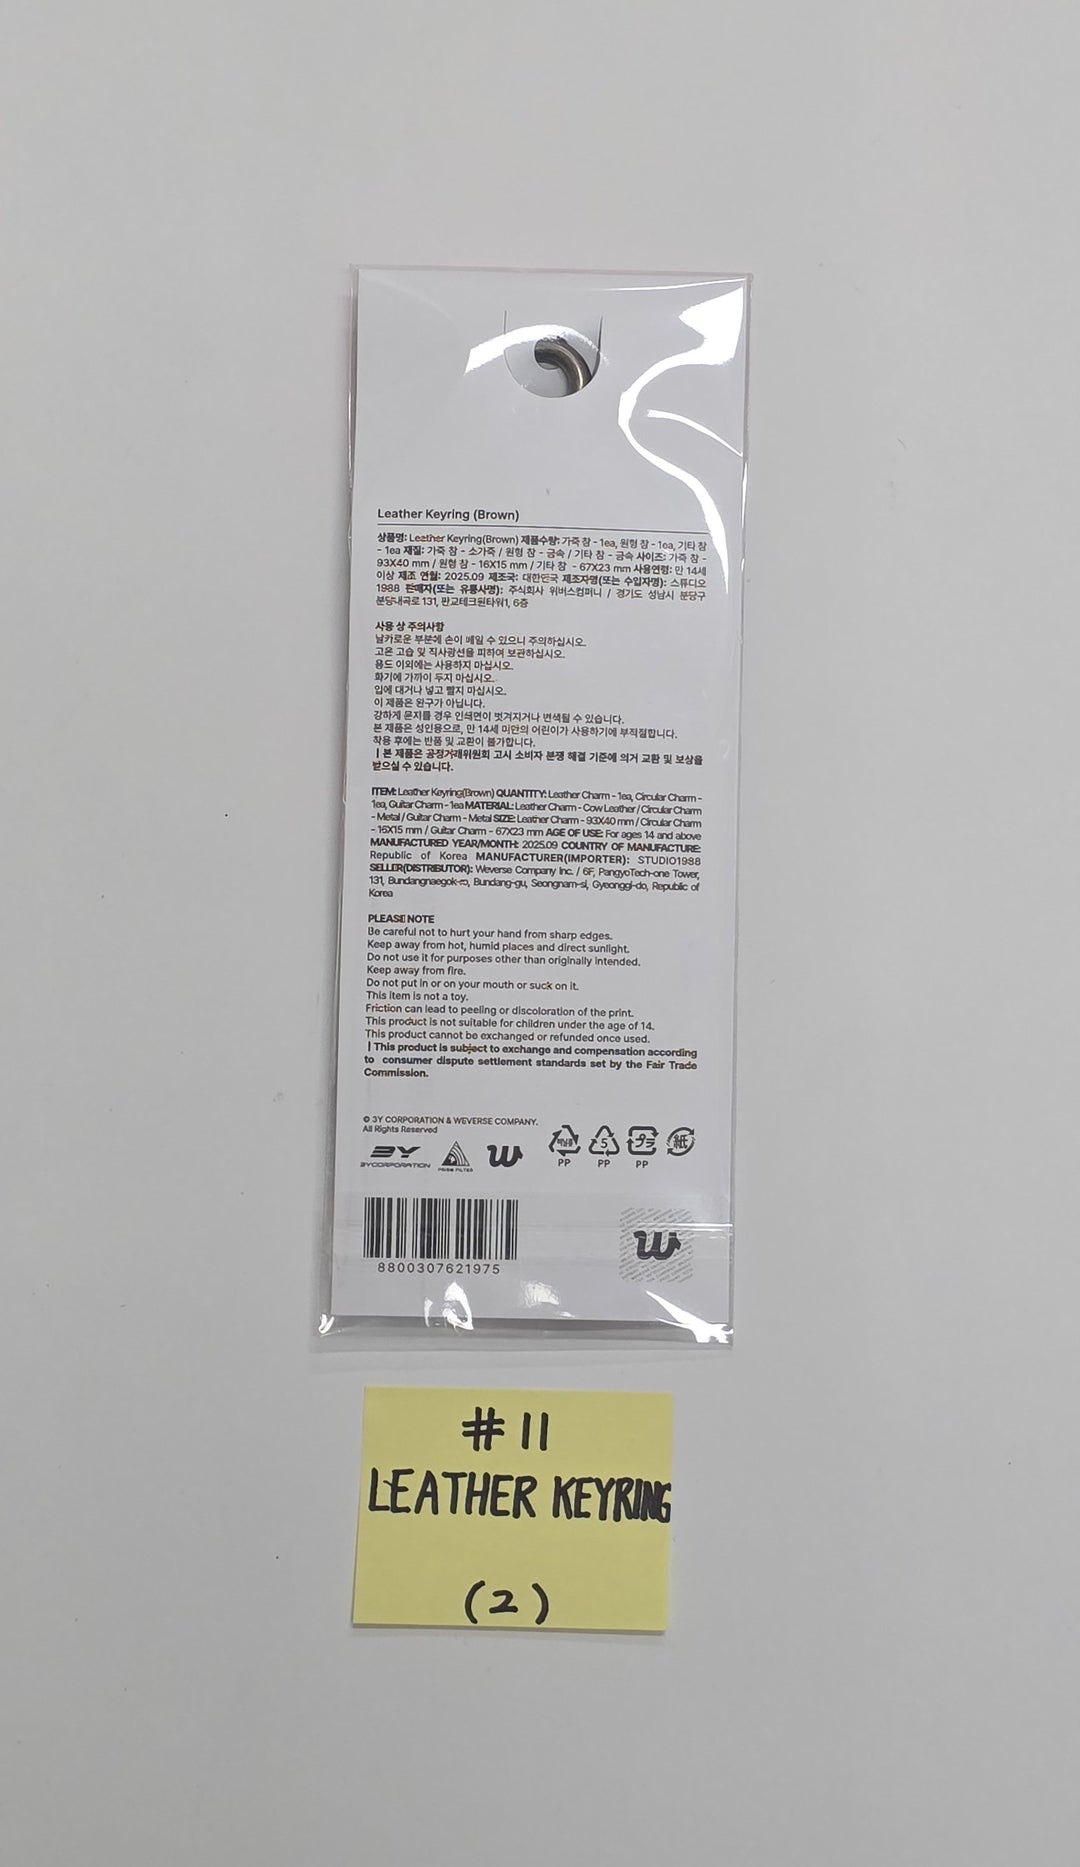 Leather Keyring (Brown)
상품명: Leather Keyring(Brown) 제품수량: 가죽 참 - 1ea, 원형 참 - 1ea, 기타 참
- 1ea 재질: 가죽 참 - 소가죽 / 원형 참 - 금속 / 기타 참 - 금속 사이즈: 가죽 참 -
93X40 mm / 원형 참 - 16X15 mm / 기타 참 - 67X23 mm 사용연령: 만 14세
이상 제조 연월: 2025.09 제조국: 대한민국 제조자명(또는 수입자명): 스튜디오
1988 판매자(또는 유통사명): 주식회사 위버스컴퍼니 / 경기도 성남시 분당구
분당내곡로 131, 판교테크원타워1, 6층
사용 상 주의사항
날카로운 부분에 손이 베일 수 있으니 주의하십시오.
고온 고습 및 직사광선을 피하여 보관하십시오.
용도 이외에는 사용하지 마십시오.
화기에 가까이 두지 마십시오.
입에 대거나 넣고 빨지 마십시오.
이 제품은 완구가 아닙니다.
강하게 문지를 경우 인쇄면이 벗겨지거나 변색될 수 있습니다.
본 제품은 성인용으로, 만 14세 미만의 어린이가 사용하기에 부적절합니다.
착용 후에는 반품 및 교환이 불가합니다.
| 본 제품은 공정거래위원회 고시 소비자 분쟁 해결 기준에 의거 교환 및 보상을
받으실 수 있습니다.
ITEM: Leather Keyring(Brown) QUANTITY: Leather Charm - 1ea, Circular Charm -
1ea, Guitar Charm - 1ea MATERIAL: Leather Charm - Cow Leather / Circular Charm
- Metal / Guitar Charm - Metal SIZE: Leather Charm - 93X40 mm / Circular Charm
- 16X15 mm / Guitar Charm - 67X23 mm AGE OF USE: For ages 14 and above
MANUFACTURED YEAR/MONTH: 2025.09 COUNTRY OF MANUFACTURE:
Republic of Korea MANUFACTURER(IMPORTER): STUDIO1988
SELLER(DISTRIBUTOR): Weverse Company Inc. / 6F, PangyoTech-one Tower,
131, Bundangnaegok-ro, Bundang-gu, Seongnam-si, Gyeonggi-do, Republic of
Korea
PLEASE NOTE
Be careful not to hurt your hand from sharp edges.
Keep away from hot, humid places and direct sunlight.
Do not use it for purposes other than originally intended.
Keep away from fire.
Do not put in or on your mouth or suck on it.
This item is not a toy.
Friction can lead to peeling or discoloration of the print.
This product is not suitable for children under the age of 14.
This product cannot be exchanged or refunded once used.
| This product is subject to exchange and compensation according
to consumer dispute settlement standards set by the Fair Trade
Commission.
© 3Y CORPORATION & WEVERSE COMPANY.
All Rights Reserved
3Y
3YCORPORATION
PRISM FILTER
w
비닐류
PP
5
PP
プラ
PP
紙
8800307621975
w
#11
LEATHER KEYRING
(2)